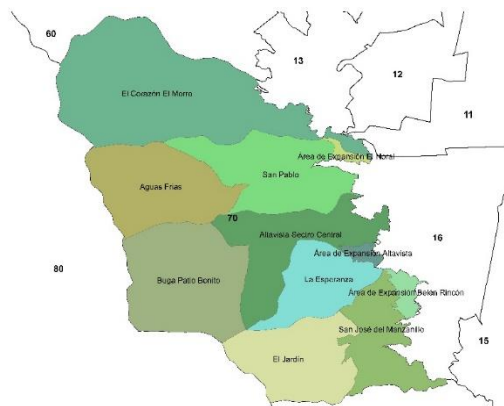 60
13
12
11
El Corazón El Morro
Área de Expansión El Noral
San Pablo
Aguas Frías
70
Altavista Sector Central
16
Área de Expansión Altavista
80
Buga Patio Bonito
La Esperanza
Área de Expansión Belén Rincón
San José del Manzanillo
15
El Jardín